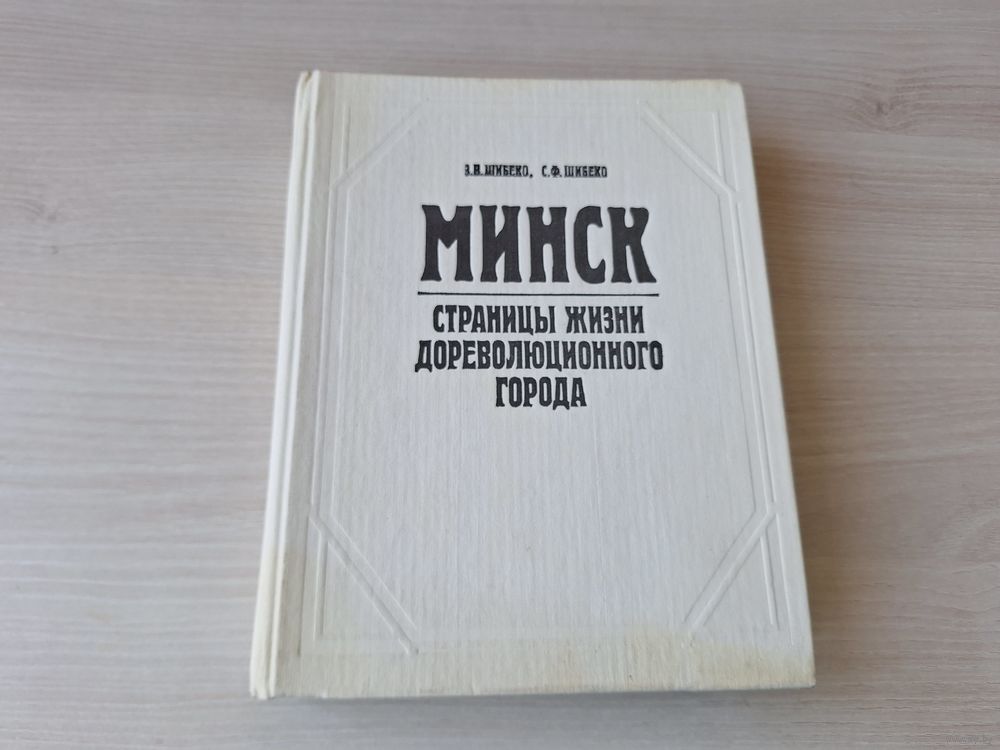 З.В.ШИБЕКО, С.Ф.ШИБЕКО
МИНСК
СТРАНИЦЫ ЖИЗНИ
ДОРЕВОЛЮЦИОННОГО
ГОРОДА